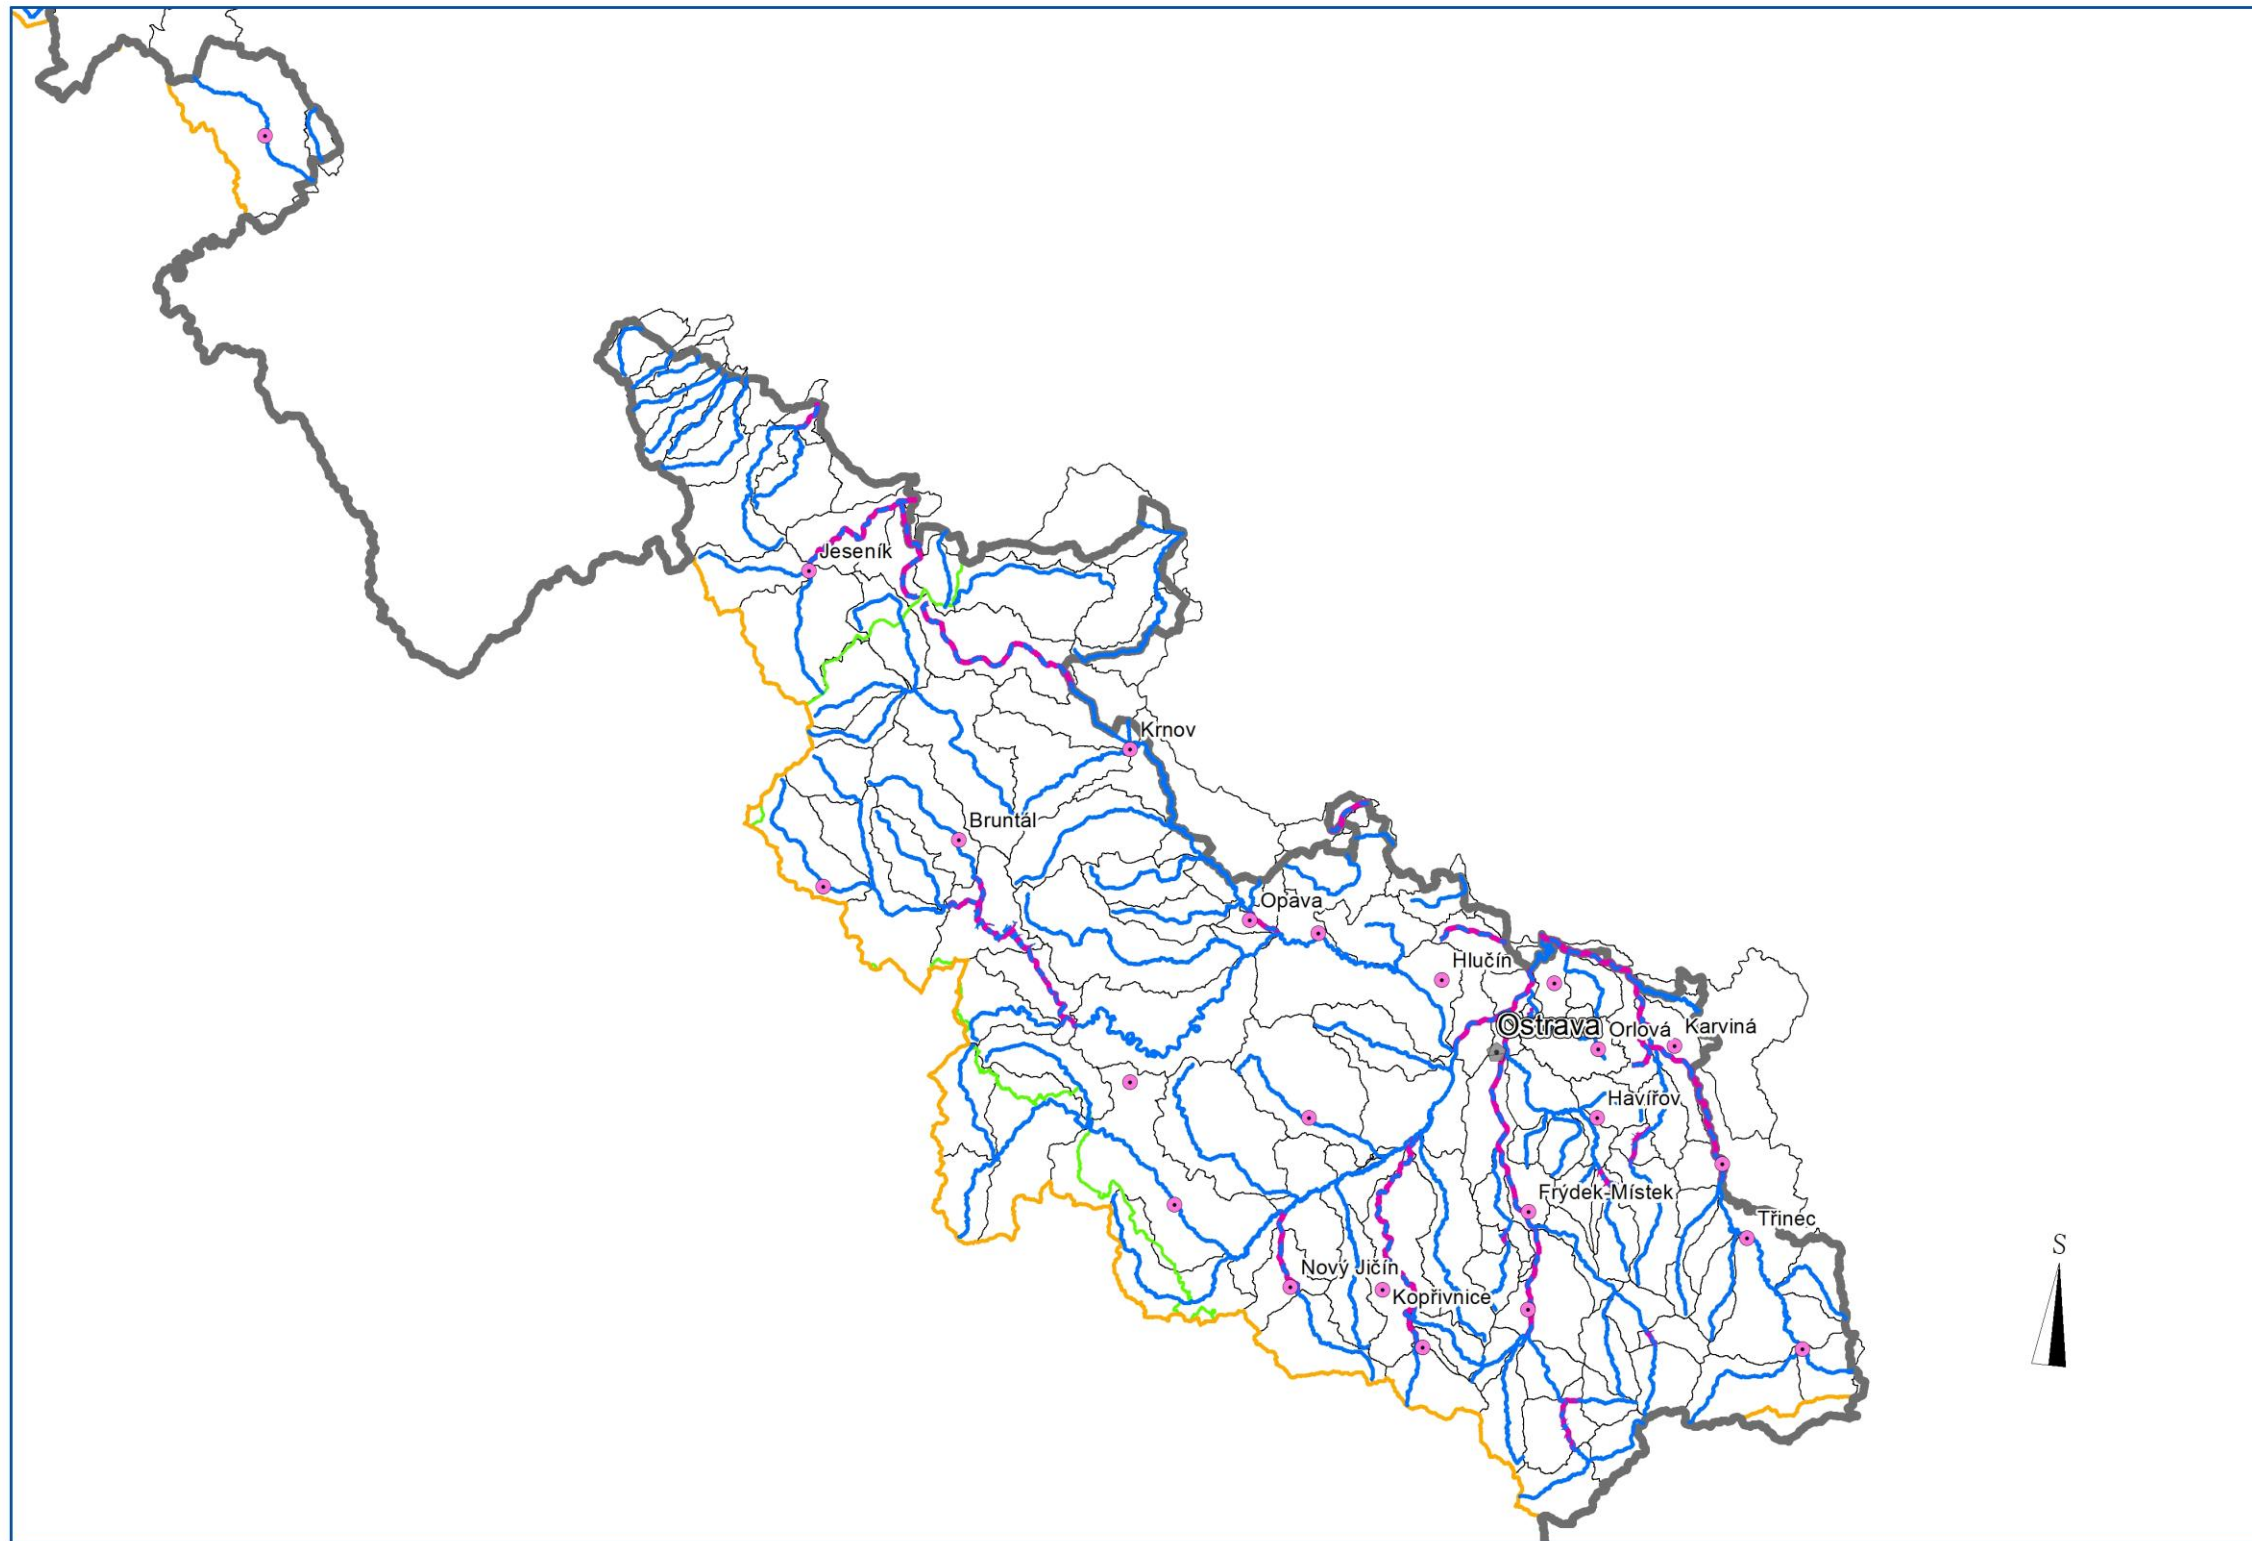 Jeseník
Krnov
Bruntál
Opava
Hlučín
Ostrava
Orlová
Karviná
Havířov
Frýdek-Místek
Třinec
S
Nový Jičín
Kopřivnice